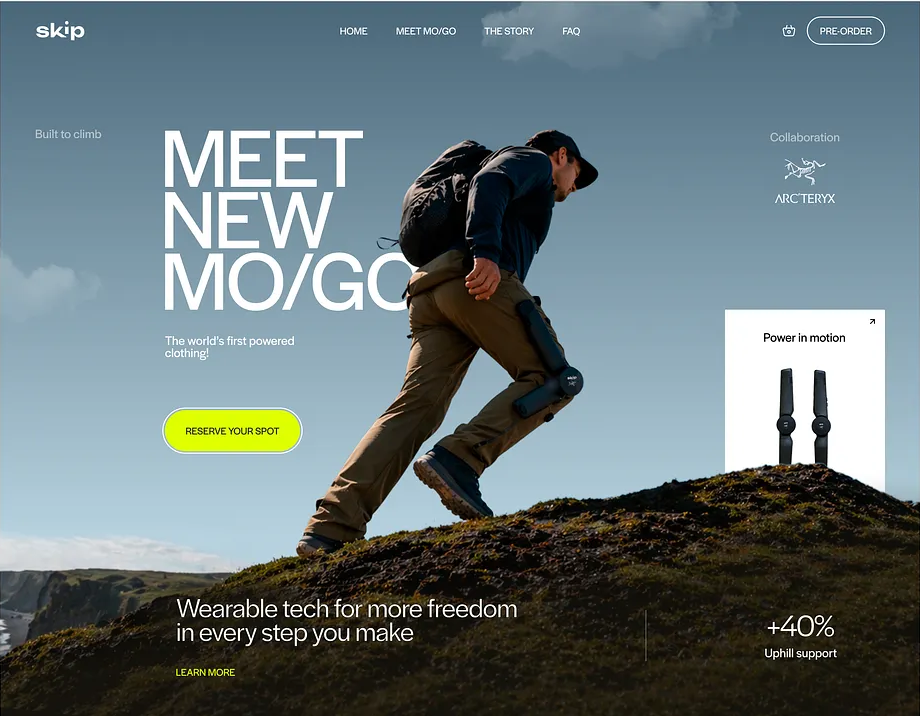 skip
HOME
MEET MO/GO
THE STORY
FAQ
PRE-ORDER
Built to climb
MEET
NEW
MO/GO
Collaboration
ARC'TERYX
The world's first powered
clothing!
Power in motion
RESERVE YOUR SPOT
skip
Wearable tech for more freedom
in every step you make
LEARN MORE
+40%
Uphill support